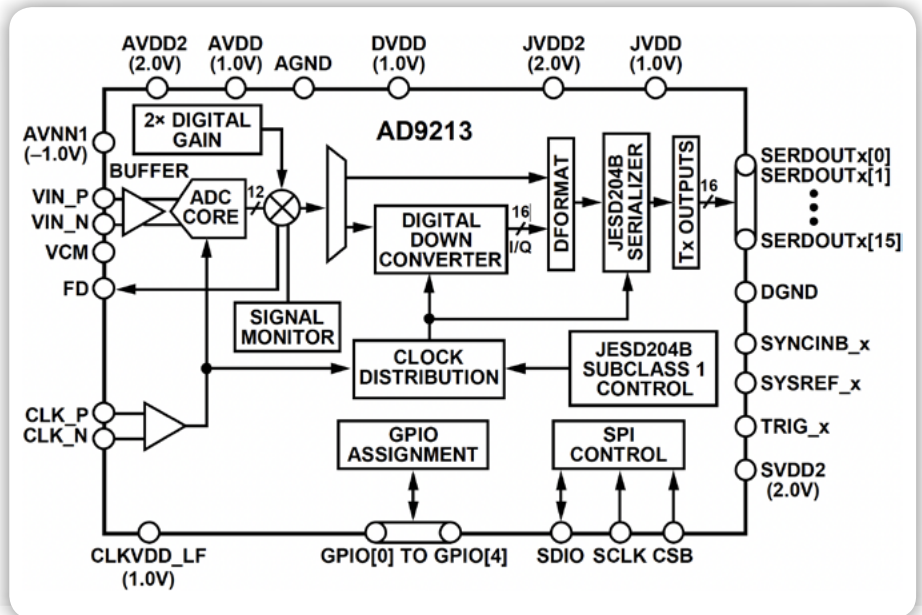 AVDD2
(2.0V)
AVDD
(1.0V)
AGND
DVDD
(1.0V)
JVDD2
(2.0V)
JVDD
(1.0V)
2× DIGITAL
GAIN
AD9213
AVNN1
(–1.0V)
BUFFER
VIN_P
VIN_N
VCM
FD
ADC
CORE
12
DIGITAL
DOWN
CONVERTER
16
I/Q
DFORMAT
JESD204B
SERIALIZER
Tx OUTPUTS
16
SERDOUTx[0]
SERDOUTx[1]
SERDOUTx[15]
DGND
SIGNAL
MONITOR
CLOCK
DISTRIBUTION
JESD204B
SUBCLASS 1
CONTROL
SYNCINB_x
SYSREF_x
TRIG_x
SVDD2
(2.0V)
CLK_P
CLK_N
GPIO
ASSIGNMENT
SPI
CONTROL
CLKVDD_LF
(1.0V)
GPIO[0] TO GPIO[4]
SDIO
SCLK
CSB